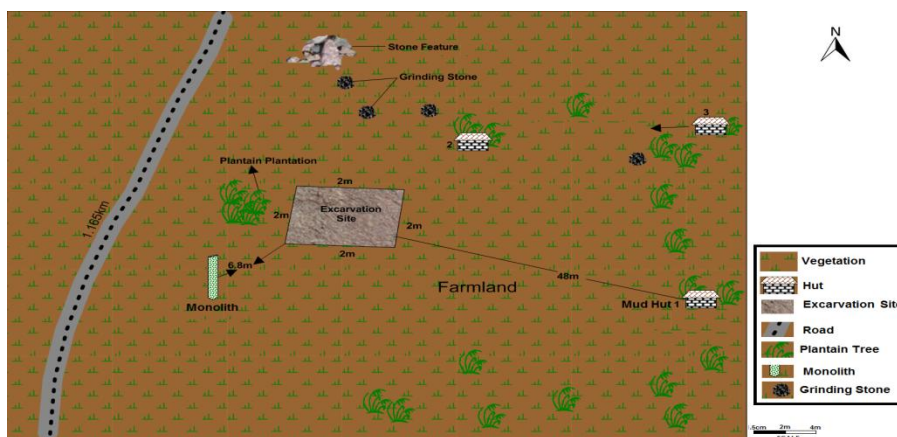 N
Stone Feature
Grinding Stone
3
2
Plantain Plantation
2m
2m
Excarvation
Site
2m
2m
1.165km
6.8m
Monolith
48m
Farmland
Mud Hut 1
Vegetation
Hut
Excarvation Site
Road
Plantain Tree
Monolith
Grinding Stone
2m 4m